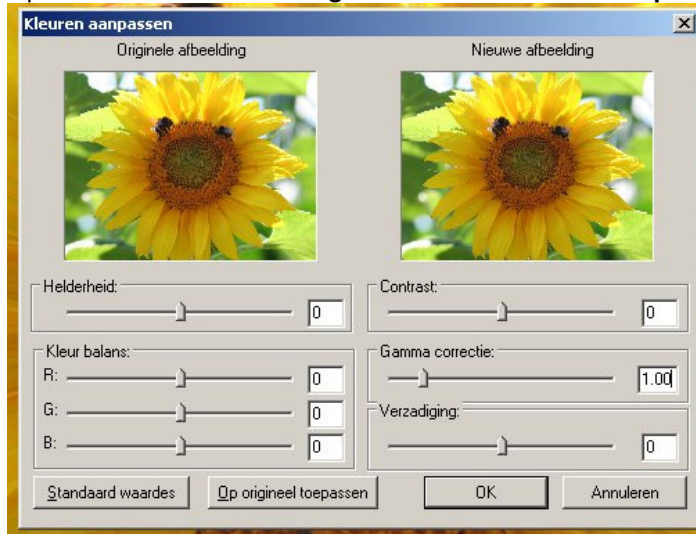 Kleuren aanpassen
Originele afbeelding
Nieuwe afbeelding
Helderheid:
0
Contrast:
0
Kleur balans:
R:
0
G:
0
B:
0
Gamma correctie:
1.00
Verzadiging:
0
Standaard waardes
Op origineel toepassen
OK
Annuleren